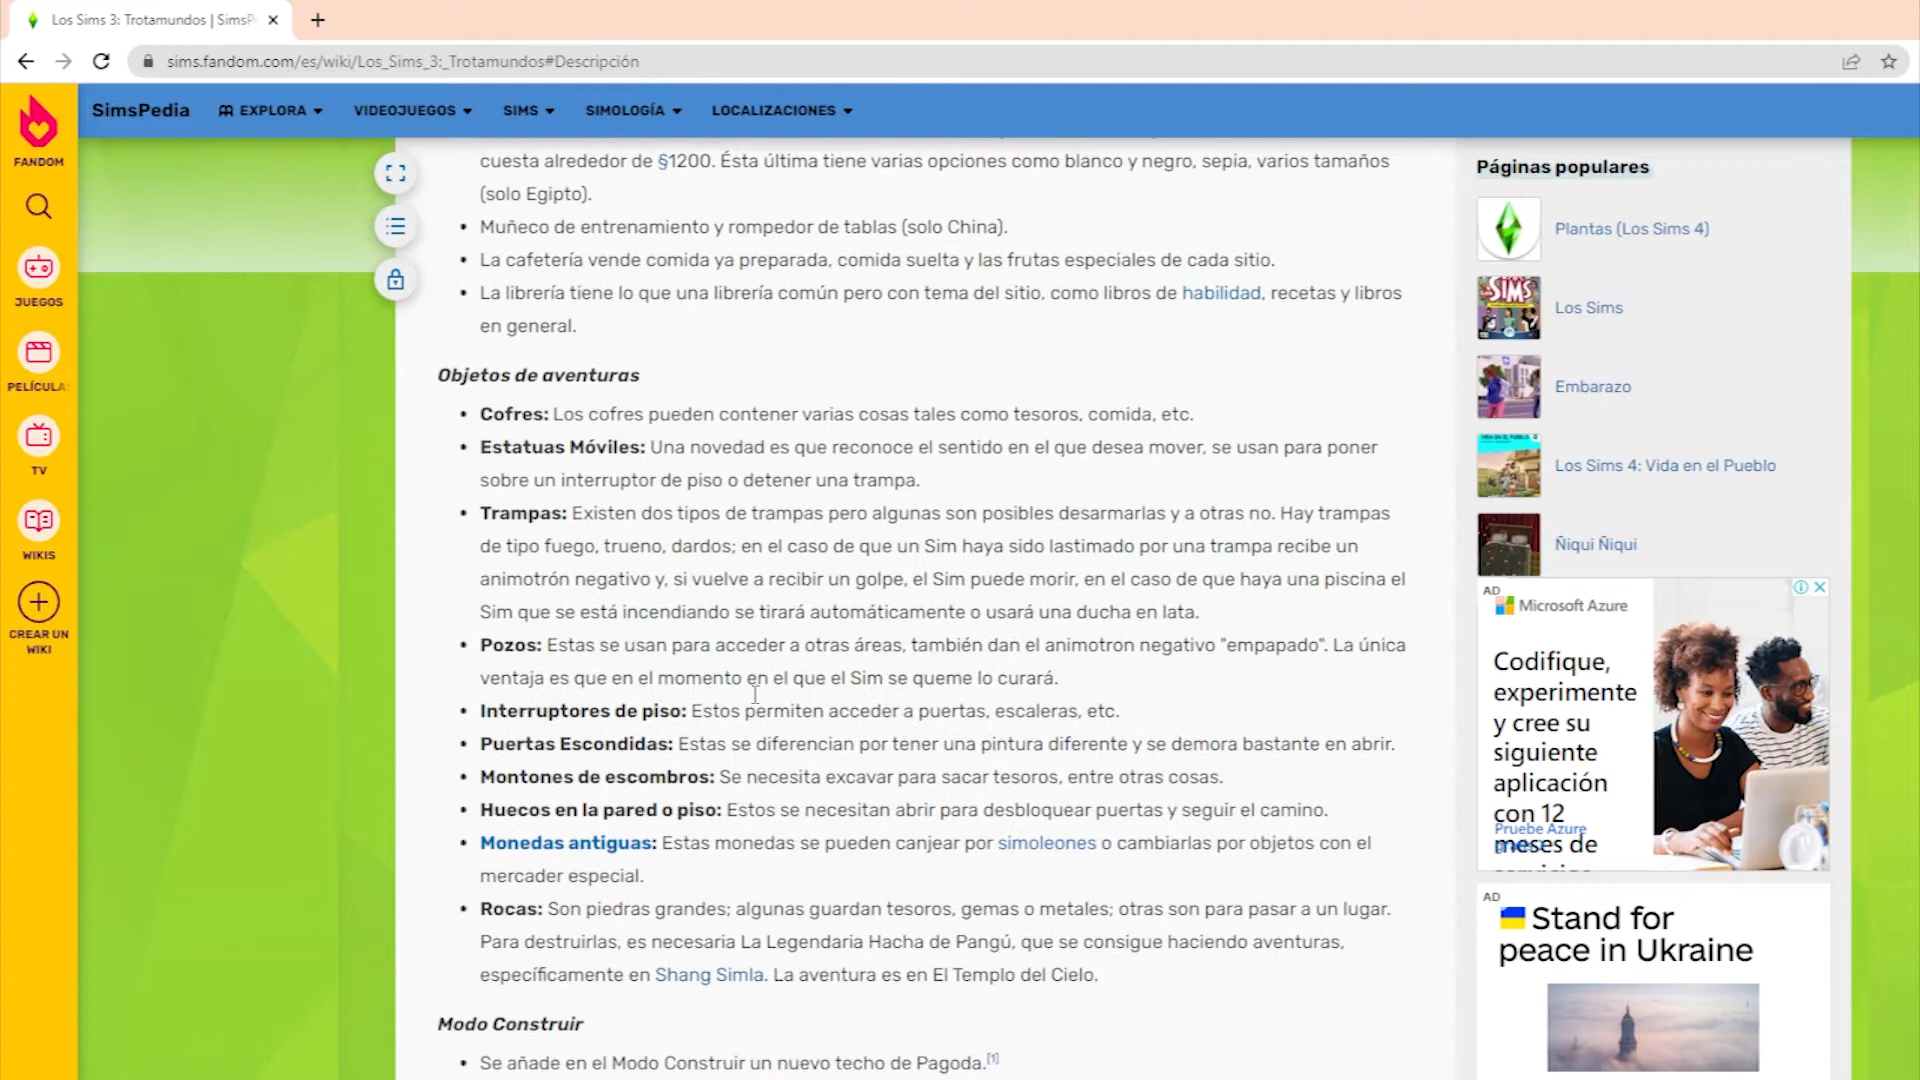 Los Sims 3: Trotamundos | SimsP
sims.fandom.com/es/wiki/Los_Sims_3:_Trotamundos#Descripción
SimsPedia
EXPLORA
VIDEOJUEGOS
SIMS
SIMOLOGÍA
LOCALIZACIONES
FANDOM
JUEGOS
PELÍCULA
TV
WIKIS
CREAR UN
WIKI
cuesta alrededor de §1200. Ésta última tiene varias opciones como blanco y negro, sepia, varios tamaños
(solo Egipto).
• Muñeco de entrenamiento y rompedor de tablas (solo China).
• La cafetería vende comida ya preparada, comida suelta y las frutas especiales de cada sitio.
• La librería tiene lo que una librería común pero con tema del sitio, como libros de habilidad, recetas y libros
en general.
Objetos de aventuras
• Cofres: Los cofres pueden contener varias cosas tales como tesoros, comida, etc.
• Estatuas Móviles: Una novedad es que reconoce el sentido en el que desea mover, se usan para poner
sobre un interruptor de piso o detener una trampa.
• Trampas: Existen dos tipos de trampas pero algunas son posibles desarmarlas y a otras no. Hay trampas
de tipo fuego, trueno, dardos; en el caso de que un Sim haya sido lastimado por una trampa recibe un
animotrón negativo y, si vuelve a recibir un golpe, el Sim puede morir, en el caso de que haya una piscina el
Sim que se está incendiando se tirará automáticamente o usará una ducha en lata.
• Pozos: Estas se usan para acceder a otras áreas, también dan el animotron negativo "empapado". La única
ventaja es que en el momento en el que el Sim se queme lo curará.
• Interruptores de piso: Estos permiten acceder a puertas, escaleras, etc.
• Puertas Escondidas: Estas se diferencian por tener una pintura diferente y se demora bastante en abrir.
• Montones de escombros: Se necesita excavar para sacar tesoros, entre otras cosas.
• Huecos en la pared o piso: Estos se necesitan abrir para desbloquear puertas y seguir el camino.
• Monedas antiguas: Estas monedas se pueden canjear por simoleones o cambiarlas por objetos con el
mercader especial.
• Rocas: Son piedras grandes; algunas guardan tesoros, gemas o metales; otras son para pasar a un lugar.
Para destruirlas, es necesaria La Legendaria Hacha de Pangú, que se consigue haciendo aventuras,
específicamente en Shang Simla. La aventura es en El Templo del Cielo.
Modo Construir
• Se añade en el Modo Construir un nuevo techo de Pagoda.[1]
Páginas populares
Plantas (Los Sims 4)
Los Sims
Embarazo
Los Sims 4: Vida en el Pueblo
Ñiqui Ñiqui
AD
Microsoft Azure
Codifique,
experimente
y cree su
siguiente
aplicación
con 12
Pruebe Azure
meses de
AD
Stand for
peace in Ukraine